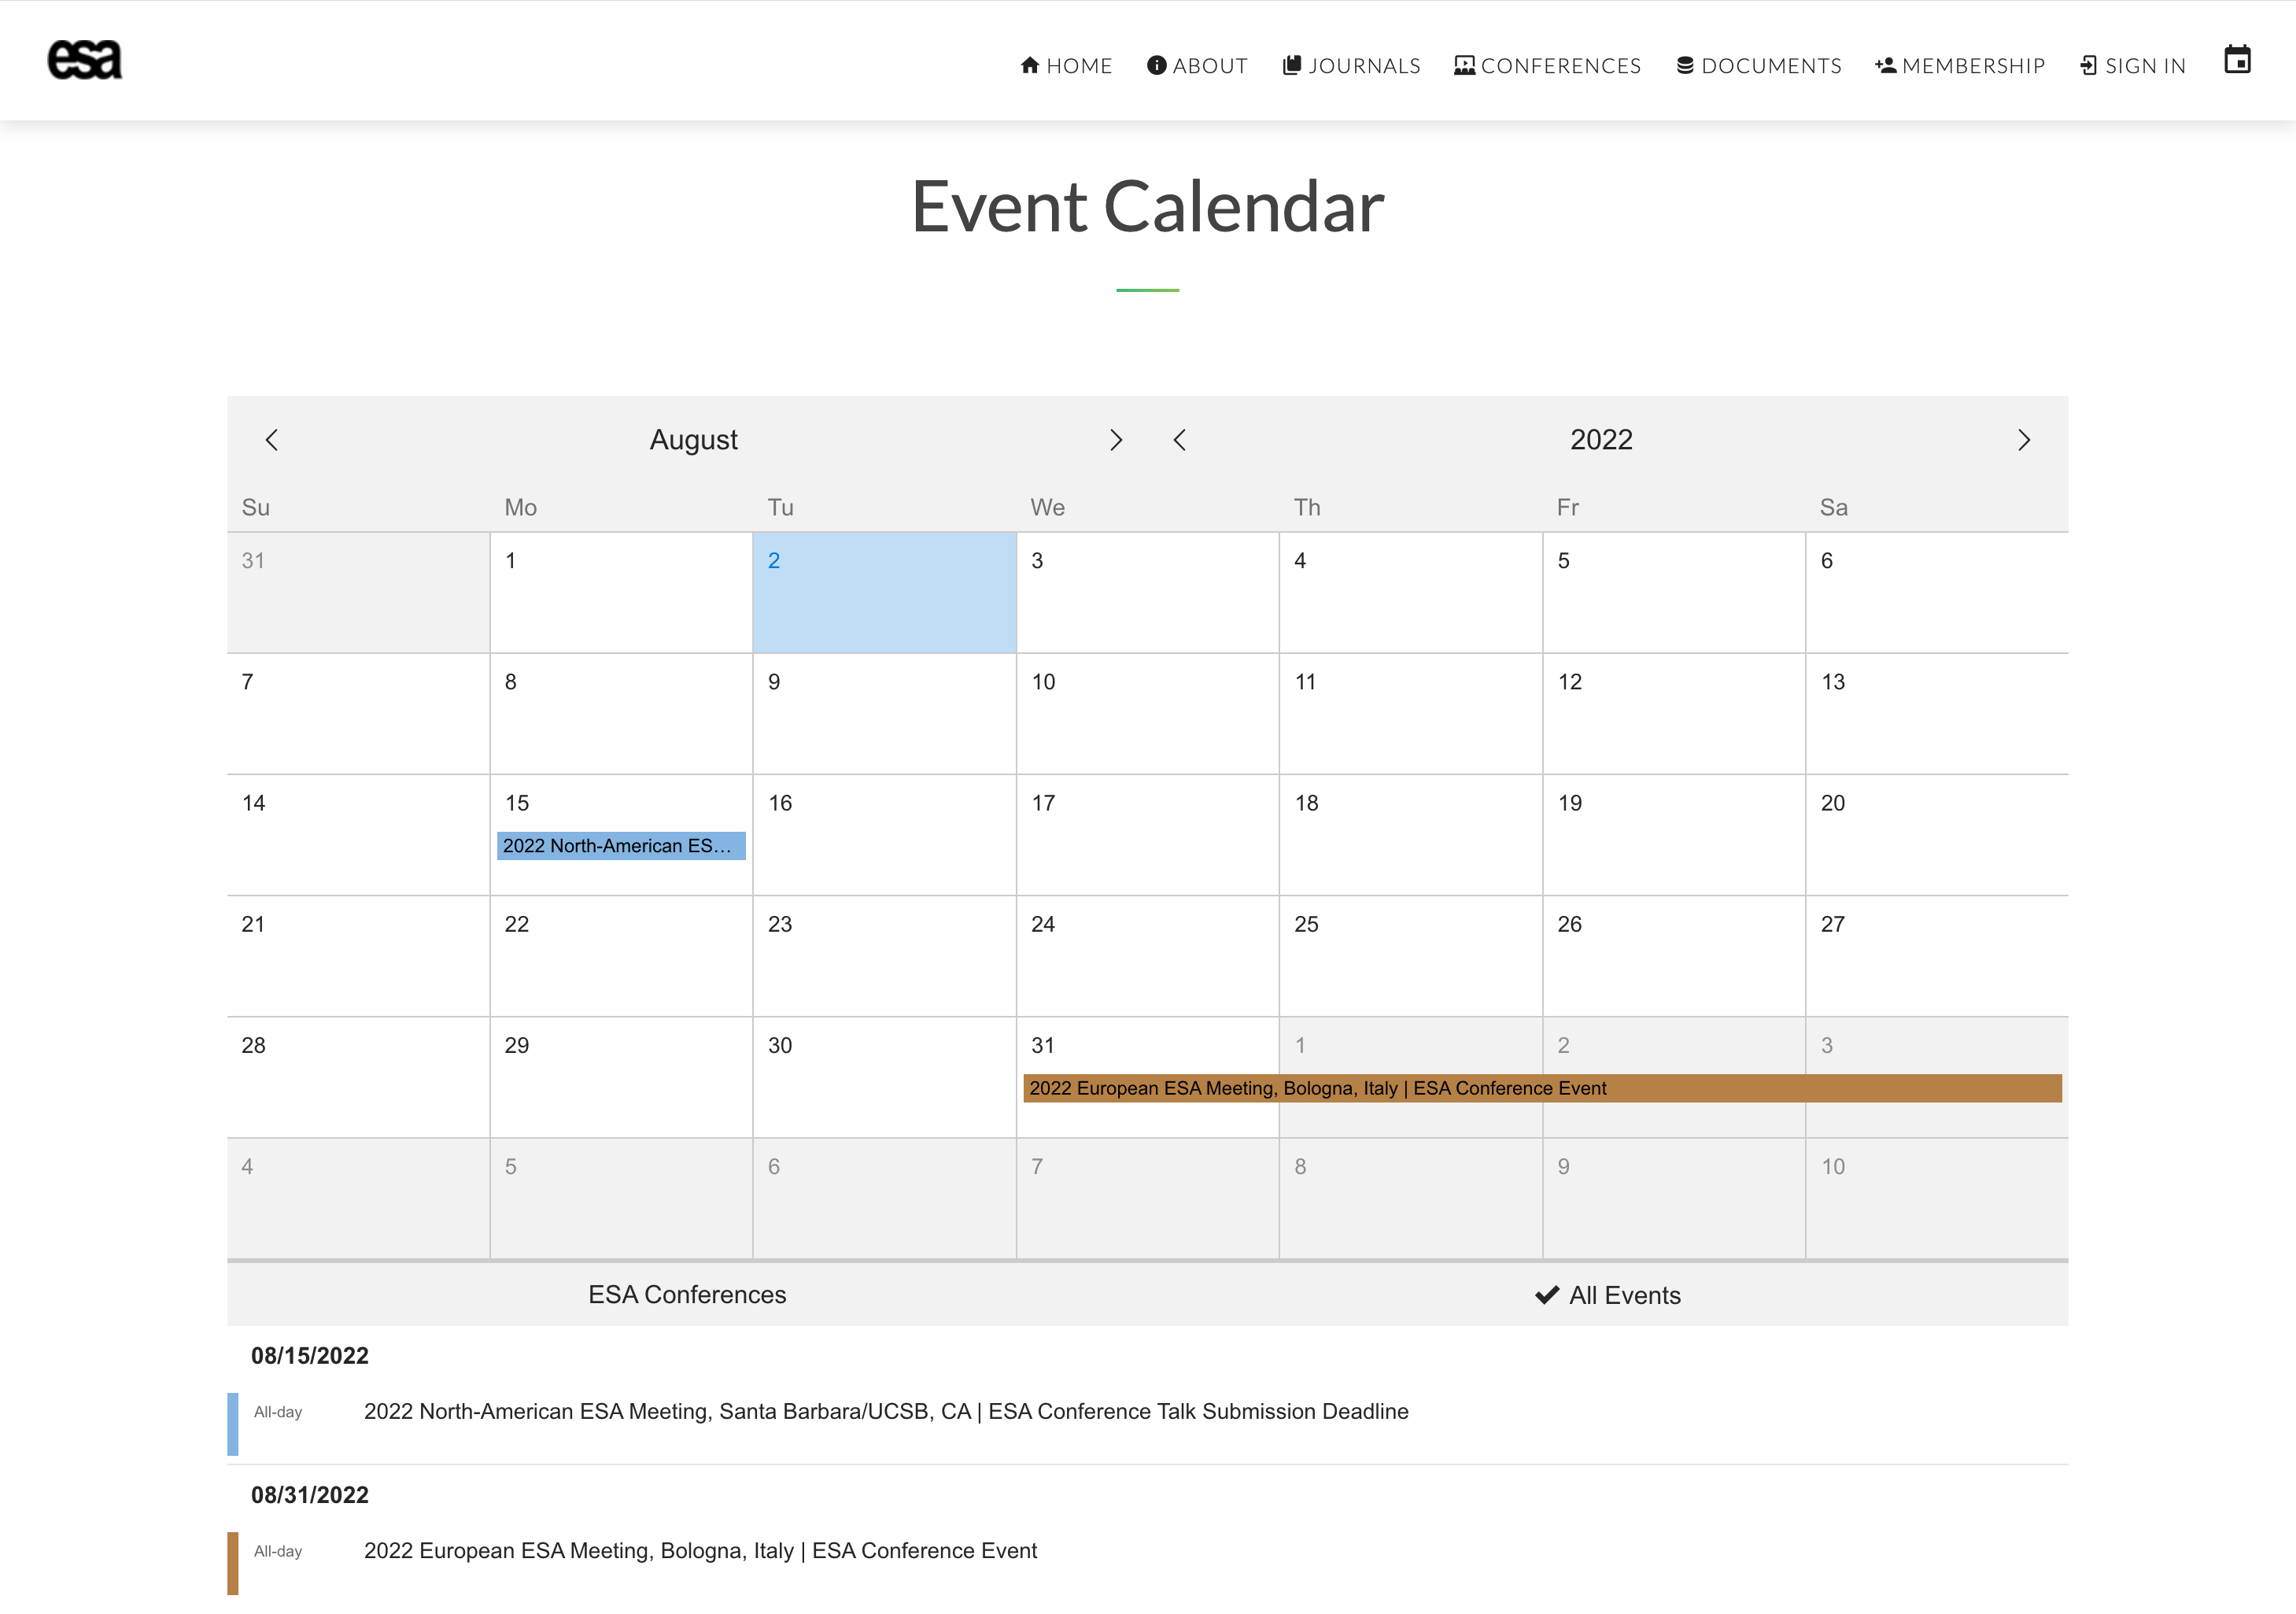 esa
HOME ABOUT JOURNALS CONFERENCES DOCUMENTS MEMBERSHIP SIGN IN
Event Calendar
August 2022
Su Mo Tu We Th Fr Sa
31 1 2 3 4 5 6
7 8 9 10 11 12 13
14 15 16 17 18 19 20
2022 North-American ES...
21 22 23 24 25 26 27
28 29 30 31 1 2 3
2022 European ESA Meeting, Bologna, Italy | ESA Conference Event
4 5 6 7 8 9 10
ESA Conferences All Events
08/15/2022
All-day 2022 North-American ESA Meeting, Santa Barbara/UCSB, CA | ESA Conference Talk Submission Deadline
08/31/2022
All-day 2022 European ESA Meeting, Bologna, Italy | ESA Conference Event